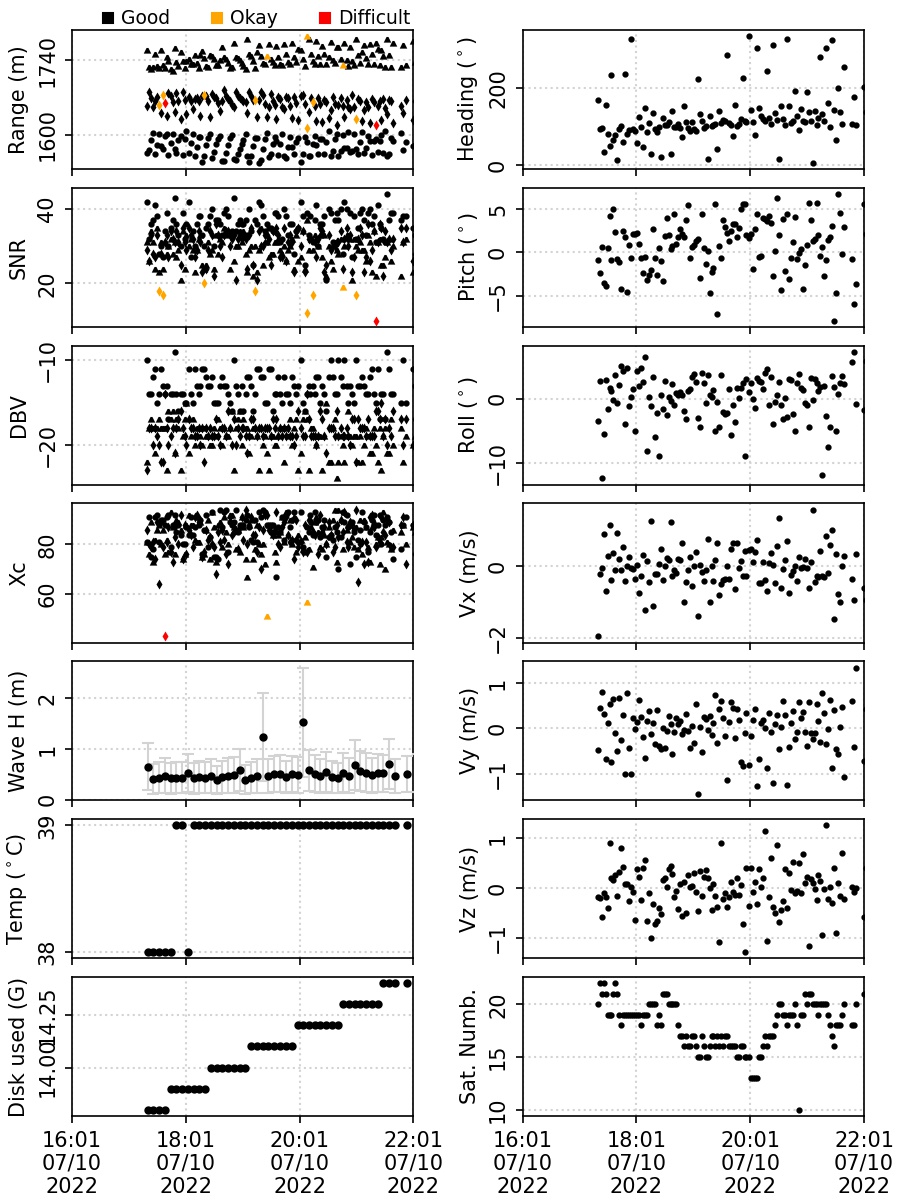 Good Okay Difficult
Range (m)
1740
1600
Heading (°)
200
0
SNR
40
20
Pitch (°)
5
0
−5
DBV
−10
−20
Roll (°)
0
−10
Xc
80
60
Vx (m/s)
0
−2
Wave H (m)
2
1
0
Vy (m/s)
1
0
−1
Temp (°C)
39
38
Vz (m/s)
1
0
−1
Disk used (G)
14.25
14.00
Sat. Numb.
20
15
10
16:01 18:01 20:01 22:01
07/10 07/10 07/10 07/10
2022 2022 2022 2022
16:01 18:01 20:01 22:01
07/10 07/10 07/10 07/10
2022 2022 2022 2022